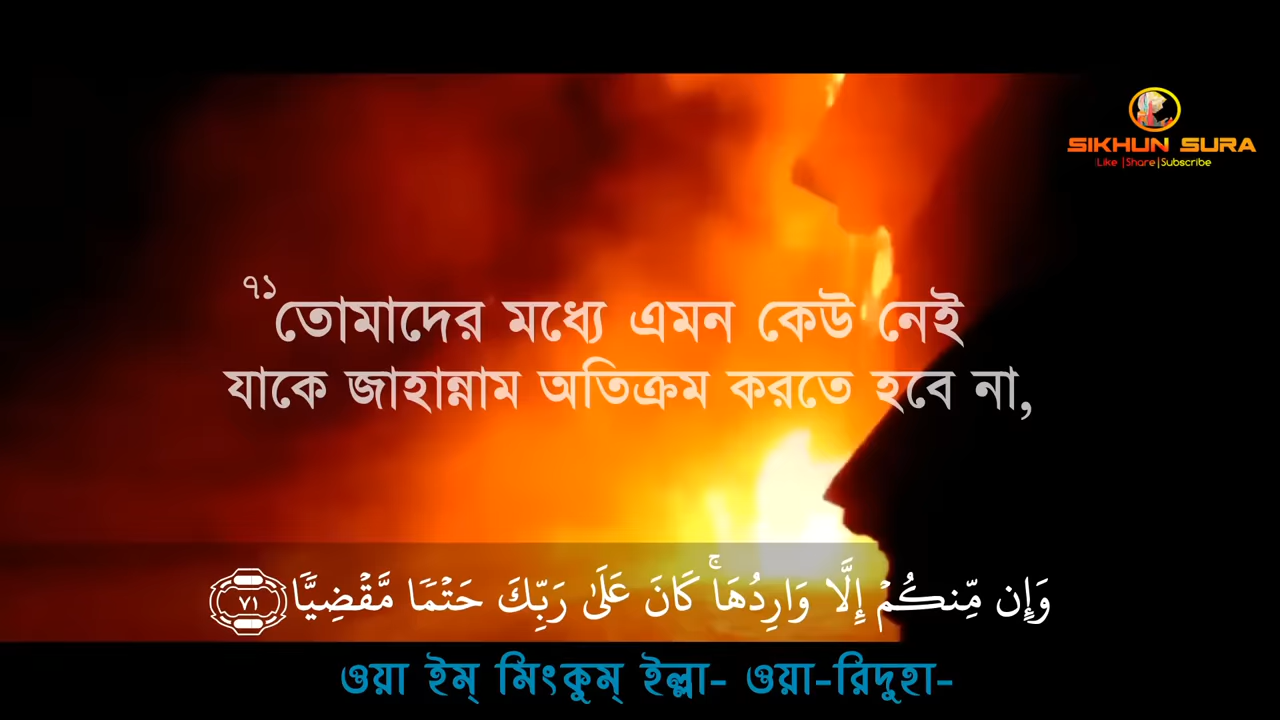 SIKHUN SURA
Like |Share|Subscribe
৭১তোমাদের মধ্যে এমন কেউ নেই
যাকে জাহান্নাম অতিক্রম করতে হবে না,
وَإِن مِّنكُمْ إِلَّا وَارِدُهَا ۚ كَانَ عَلَىٰ رَبِّكَ حَتْمًا مَّقْضِيًّا ٧١
ওয়া ইম্ মিংকুম্ ইল্লা- ওয়া-রিদুহা-